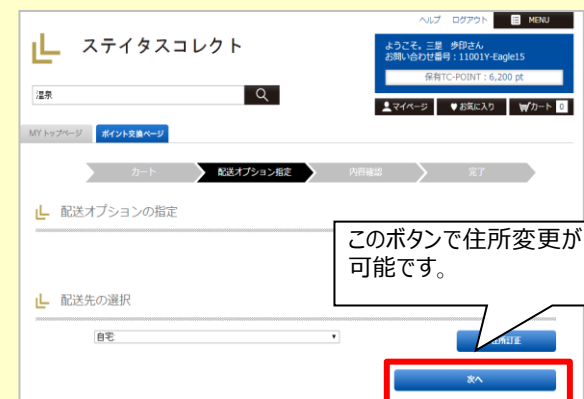 ヘルプ ログアウト MENU
ステイタスコレクト
ようこそ。三是 歩印さん
お問い合わせ番号：11001Y-Eagle15
保有TC-POINT：6,200 pt
温泉
マイページ お気に入り カート 0
MY トップページ ポイント交換ページ
カート 配送オプション指定 内容確認 完了
配送オプションの指定
このボタンで住所変更が
可能です。
配送先の選択
自宅
訂正
次へ